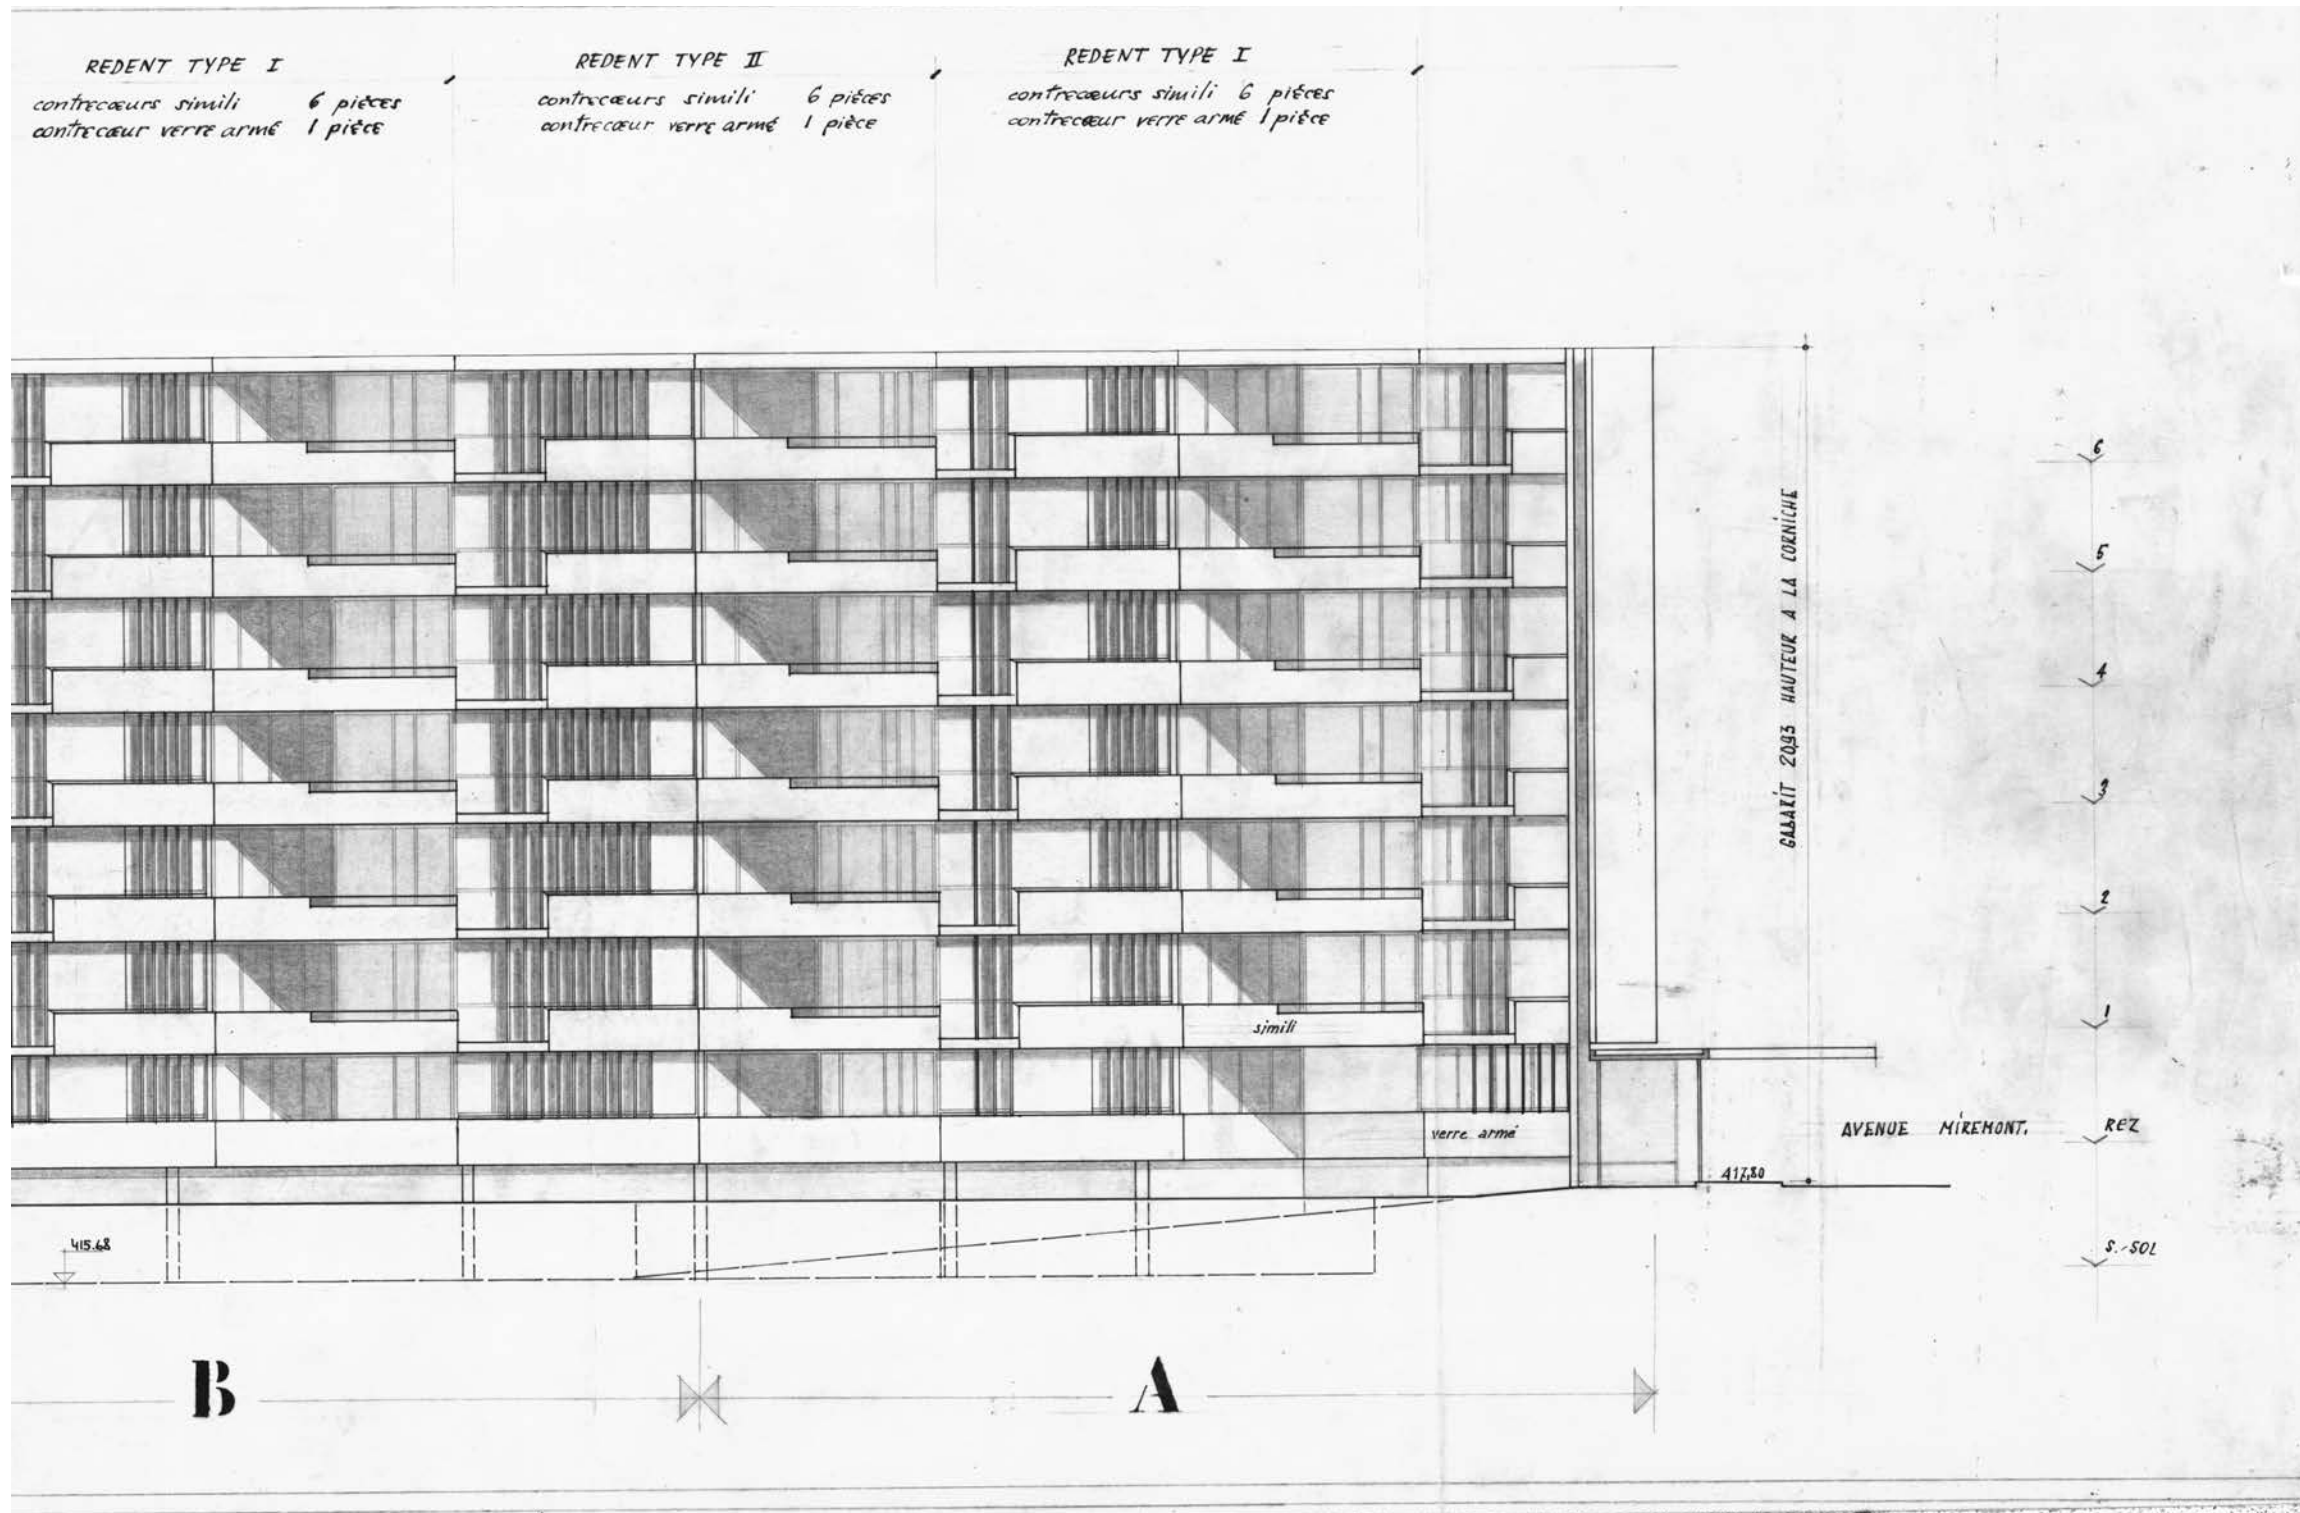 REDENT TYPE I
contrecœurs simili 6 pièces
contrecœur verre armé 1 pièce
REDENT TYPE II
contrecœurs simili 6 pièces
contrecœur verre armé 1 pièce
REDENT TYPE I
contrecœurs simili 6 pièces
contrecœur verre armé 1 pièce
GABARIT 20,93 HAUTEUR A LA CORNICHE
6
5
4
3
2
1
simili
verre armé
AVENUE MIREMONT.
REZ
417,80
415.68
S.-SOL
B
A